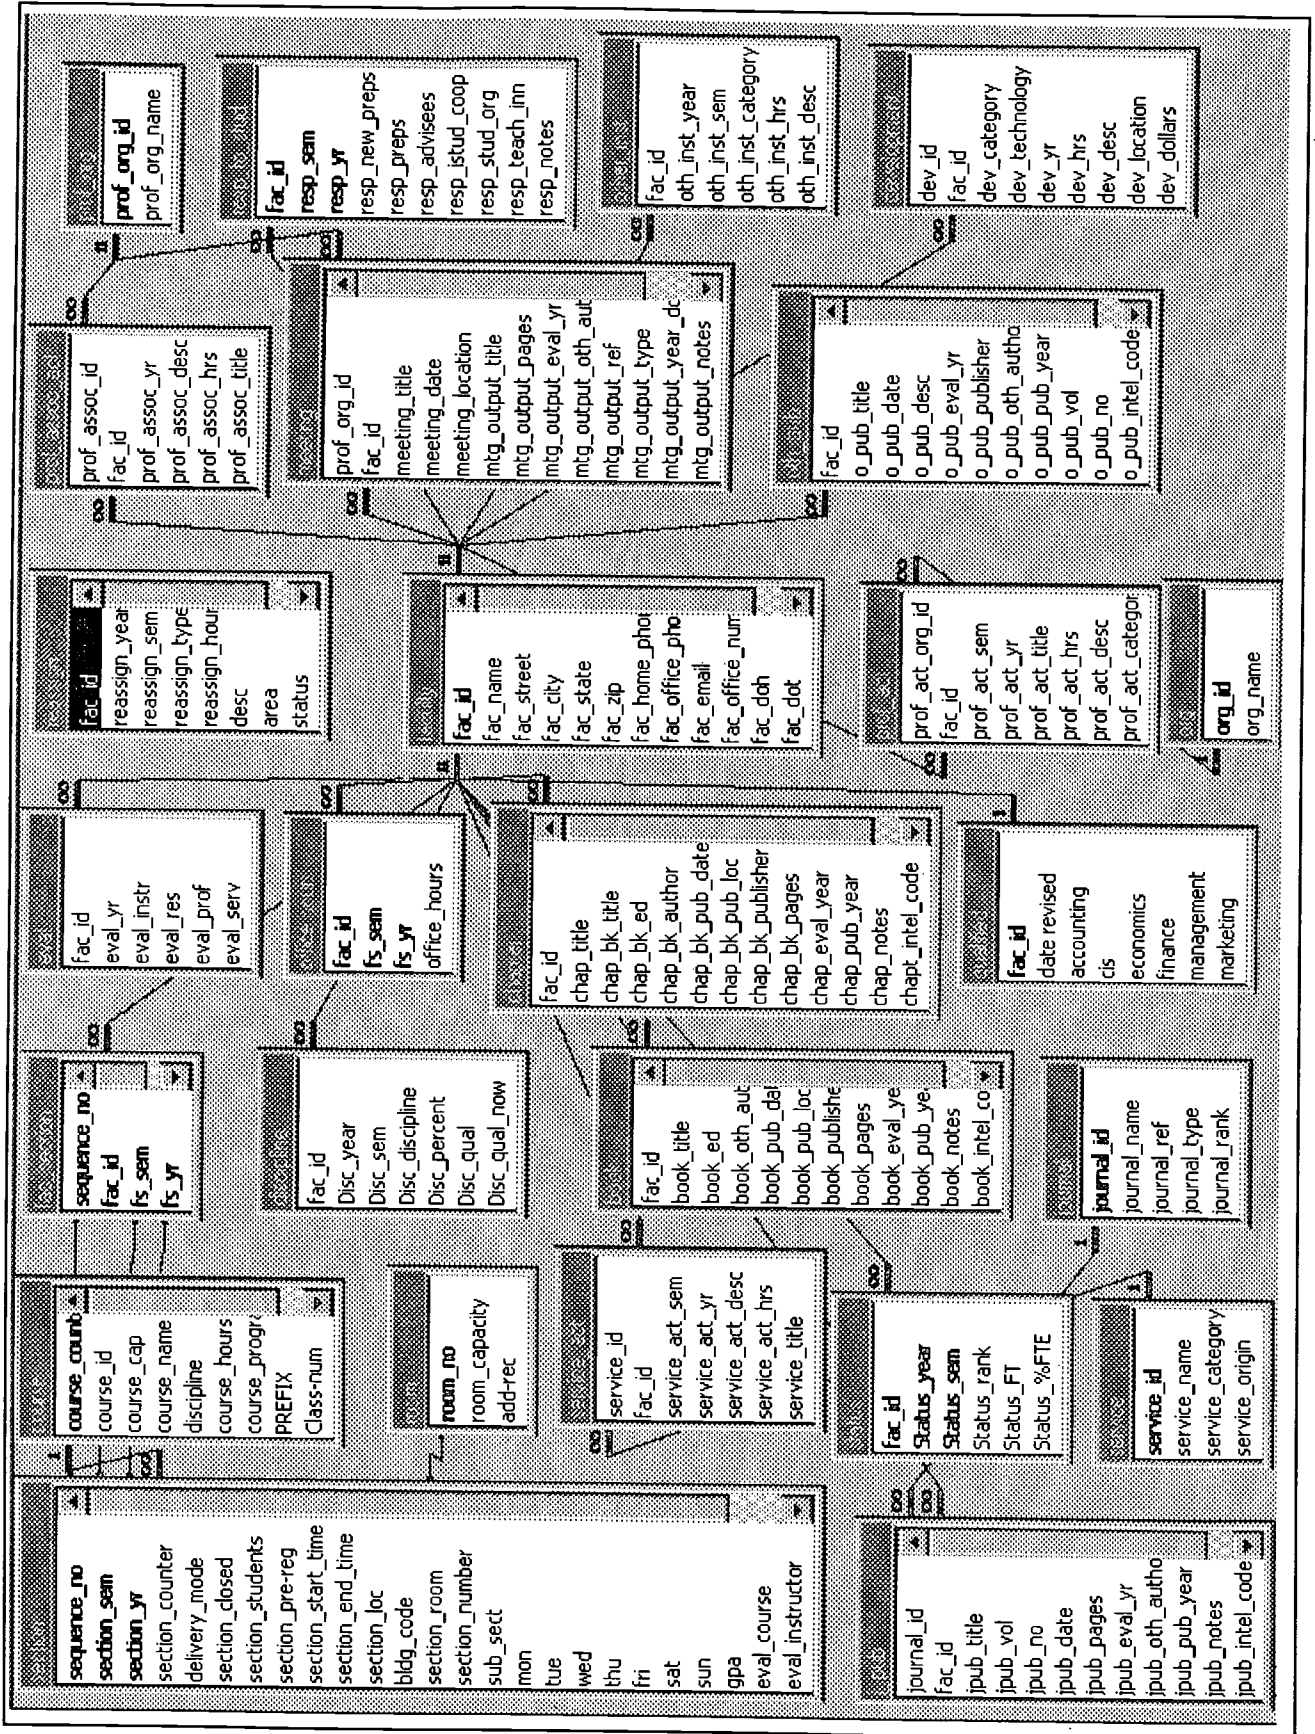 sequence_no
section_sem
section_yr
section_counter
delivery_mode
section_closed
section_students
section_pre-reg
section_start_time
section_end_time
section_loc
bldg_code
section_room
section_number
sub_sect
mon
tue
wed
thu
fri
sat
sun
gpa
eval_course
eval_instructor
journal_id
fac_id
jpub_title
jpub_vol
jpub_no
jpub_date
jpub_pages
jpub_eval_yr
jpub_oth_autho
jpub_pub_year
jpub_notes
jpub_intel_code
course_count
course_id
course_cap
course_name
discipline
course_hours
course_progra
PREFIX
Class-num
room_no
room_capacity
add-rec
service_id
fac_id
service_act_sem
service_act_yr
service_act_desc
service_act_hrs
service_title
fac_id
Status_year
Status_sem
Status_rank
Status_FT
Status_%FTE
service_id
service_name
service_category
service_origin
sequence_no
fac_id
fs_sem
fs_yr
fac_id
Disc_year
Disc_sem
Disc_discipline
Disc_percent
Disc_qual
Disc_qual_now
fac_id
book_title
book_ed
book_oth_aut
book_pub_dat
book_pub_loc
book_publishe
book_pages
book_eval_ye
book_pub_yea
book_notes
book_intel_co
journal_id
journal_name
journal_ref
journal_type
journal_rank
fac_id
eval_yr
eval_instr
eval_res
eval_prof
eval_serv
fac_id
fs_sem
fs_yr
office_hours
fac_id
chap_title
chap_bk_title
chap_bk_ed
chap_bk_author
chap_bk_pub_date
chap_bk_pub_loc
chap_bk_publisher
chap_bk_pages
chap_eval_year
chap_pub_year
chap_notes
chapt_intel_code
fac_id
date revised
accounting
cis
economics
finance
management
marketing
fac_id
reassign_year
reassign_sem
reassign_type
reassign_hour
desc
area
status
fac_id
fac_name
fac_street
fac_city
fac_state
fac_zip
fac_home_phor
fac_office_pho
fac_email
fac_office_num
fac_doh
fac_dot
prof_act_org_id
fac_id
prof_act_sem
prof_act_yr
prof_act_title
prof_act_hrs
prof_act_desc
prof_act_categor
org_id
org_name
prof_assoc_id
fac_id
prof_assoc_yr
prof_assoc_desc
prof_assoc_hrs
prof_assoc_title
prof_org_id
fac_id
meeting_title
meeting_date
meeting_location
mtg_output_title
mtg_output_pages
mtg_output_eval_yr
mtg_output_oth_aut
mtg_output_ref
mtg_output_type
mtg_output_year_dc
mtg_output_notes
fac_id
o_pub_title
o_pub_date
o_pub_desc
o_pub_eval_yr
o_pub_publisher
o_pub_oth_autho
o_pub_pub_year
o_pub_vol
o_pub_no
o_pub_intel_code
prof_org_id
prof_org_name
fac_id
resp_sem
resp_yr
resp_new_preps
resp_preps
resp_advises
resp_istud_coop
resp_stud_org
resp_teach_inn
resp_notes
fac_id
oth_inst_year
oth_inst_sem
oth_inst_category
oth_inst_hrs
oth_inst_desc
dev_id
fac_id
dev_category
dev_technology
dev_yr
dev_hrs
dev_desc
dev_location
dev_dollars